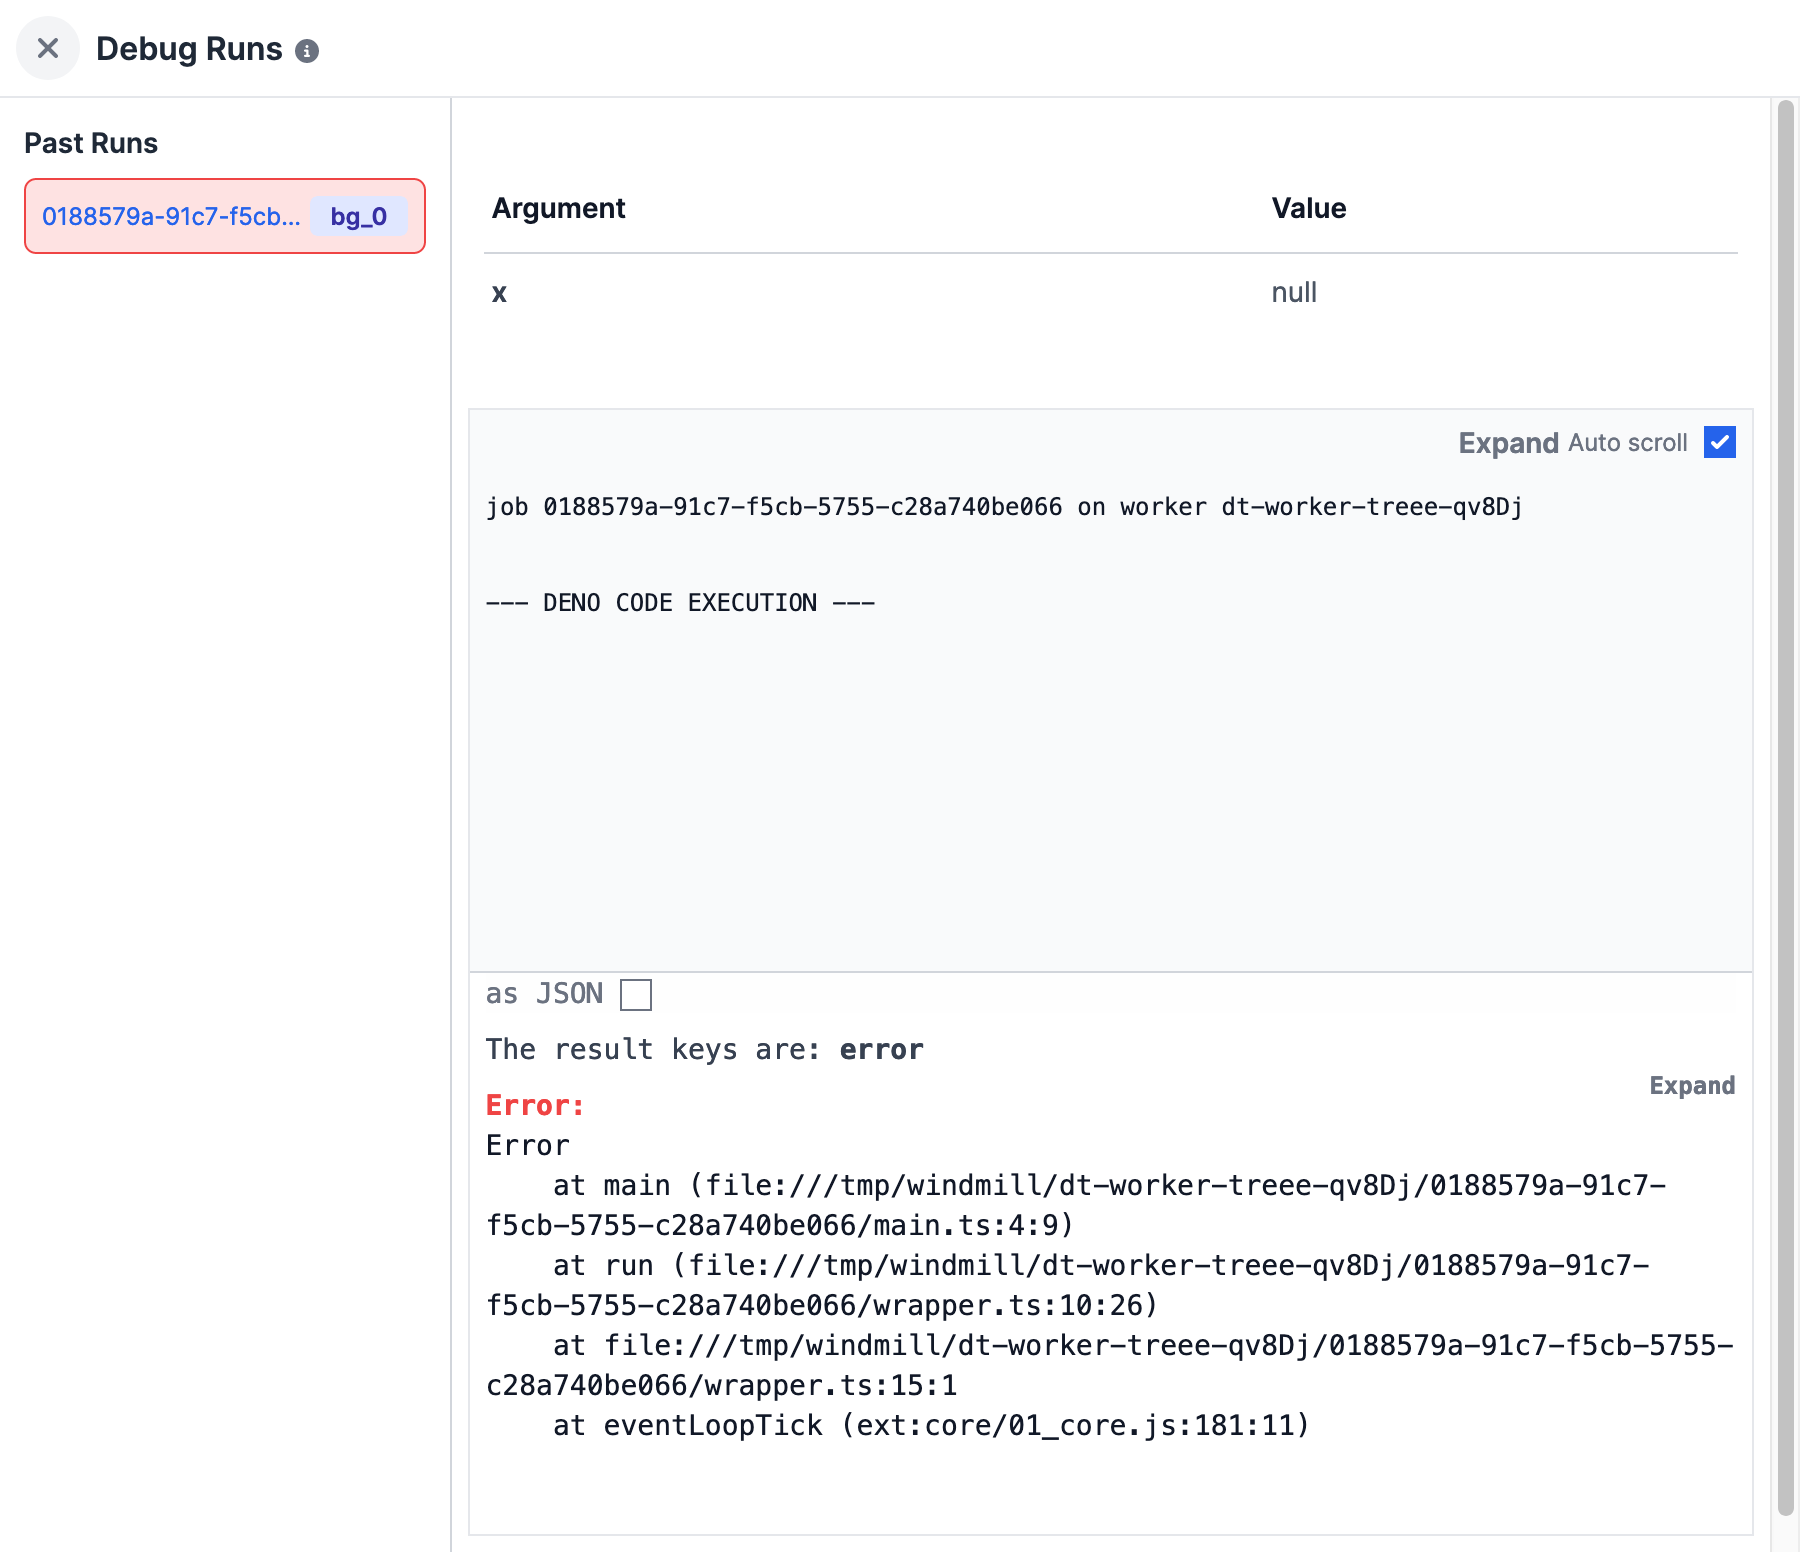 Debug Runs
Past Runs
0188579a-91c7-f5cb... bg_0
Argument Value
x null
Expand Auto scroll
job 0188579a-91c7-f5cb-5755-c28a740be066 on worker dt-worker-treee-qv8Dj
--- DENO CODE EXECUTION ---
as JSON
The result keys are: error
Expand
Error:
Error
    at main (file:///tmp/windmill/dt-worker-treee-qv8Dj/0188579a-91c7-
f5cb-5755-c28a740be066/main.ts:4:9)
    at run (file:///tmp/windmill/dt-worker-treee-qv8Dj/0188579a-91c7-
f5cb-5755-c28a740be066/wrapper.ts:10:26)
    at file:///tmp/windmill/dt-worker-treee-qv8Dj/0188579a-91c7-f5cb-5755-
c28a740be066/wrapper.ts:15:1
    at eventLoopTick (ext:core/01_core.js:181:11)